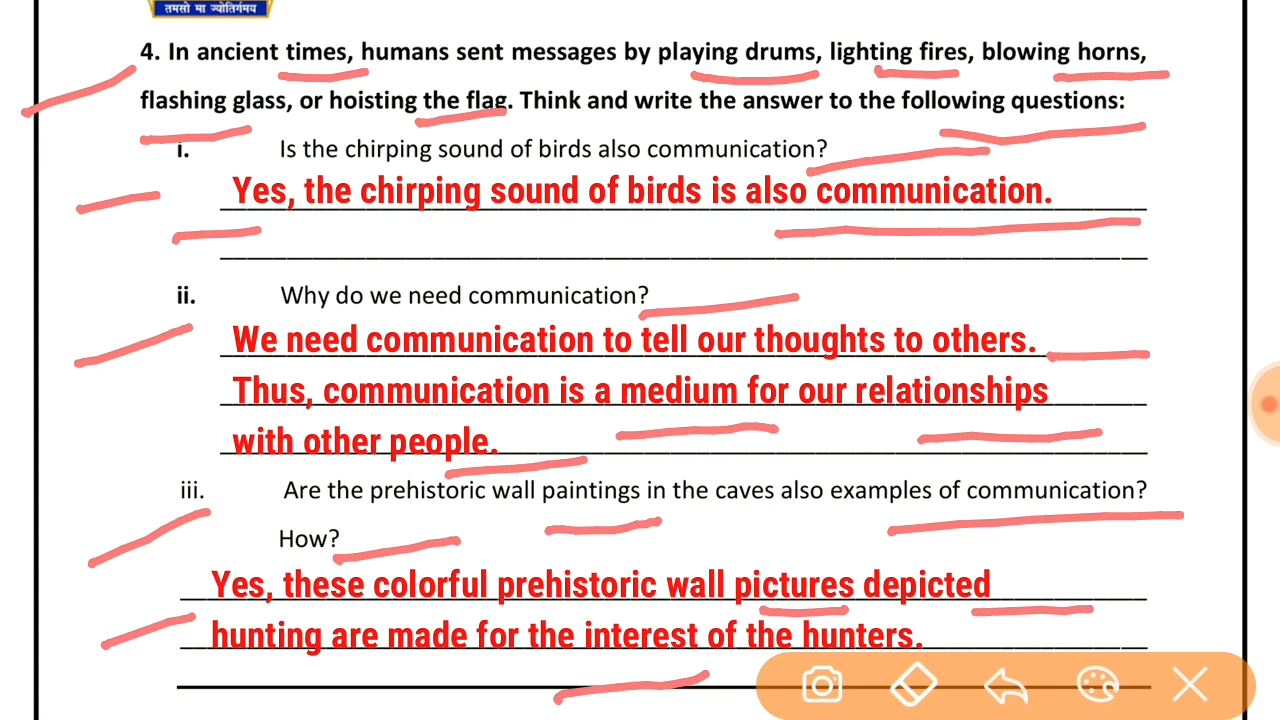 तमसो मा ज्योतिर्गमय
4. In ancient times, humans sent messages by playing drums, lighting fires, blowing horns,
flashing glass, or hoisting the flag. Think and write the answer to the following questions:
i. Is the chirping sound of birds also communication?
Yes, the chirping sound of birds is also communication.
ii. Why do we need communication?
We need communication to tell our thoughts to others.
Thus, communication is a medium for our relationships
with other people.
iii. Are the prehistoric wall paintings in the caves also examples of communication?
How?
Yes, these colorful prehistoric wall pictures depicted
hunting are made for the interest of the hunters.